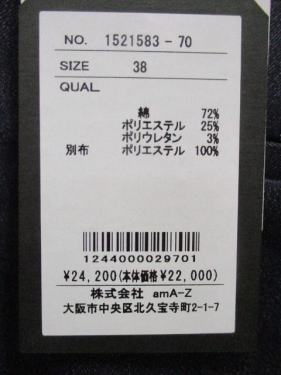 NO. 1521583-70
SIZE 38
QUAL.
綿 72%
ポリエステル 25%
ポリウレタン 3%
別布 ポリエステル 100%
1244000029701
¥24,200(本体価格¥22,000)
株式会社 amA-Z
大阪市中央区北久宝寺町2-1-7